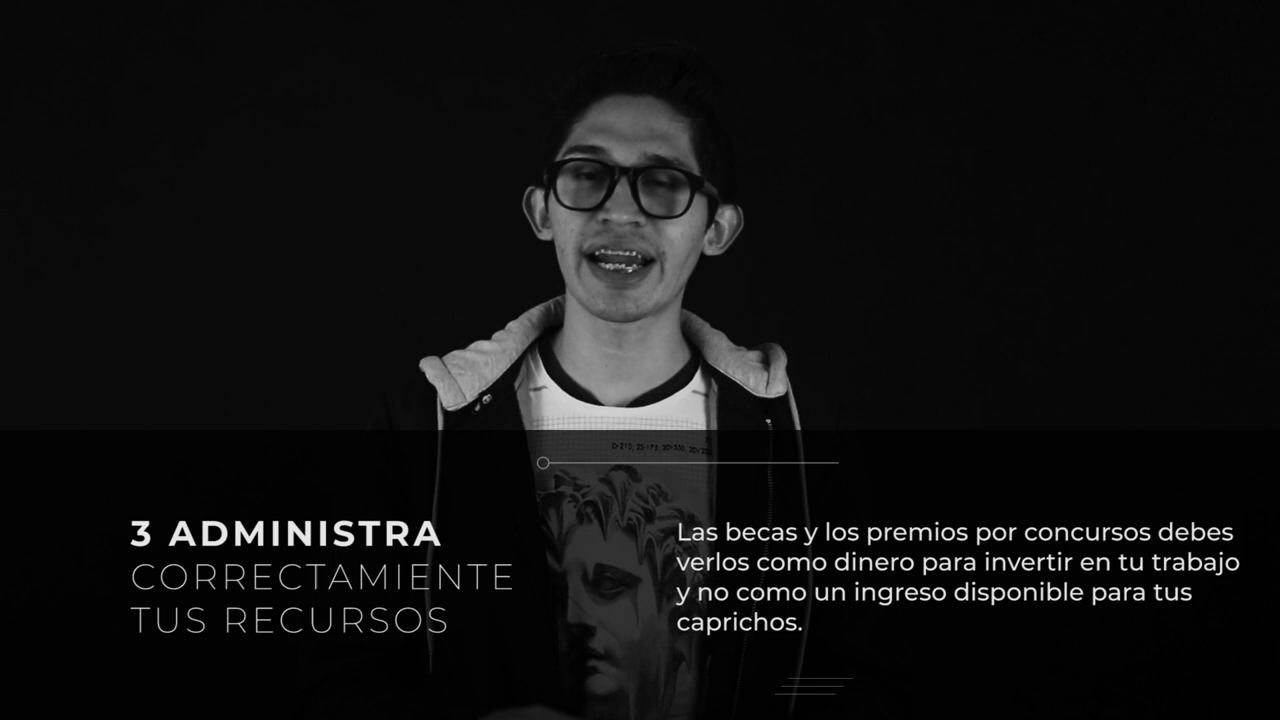 3 ADMINISTRA
CORRECTAMIENTE
TUS RECURSOS
Las becas y los premios por concursos debes
verlos como dinero para invertir en tu trabajo
y no como un ingreso disponible para tus
caprichos.